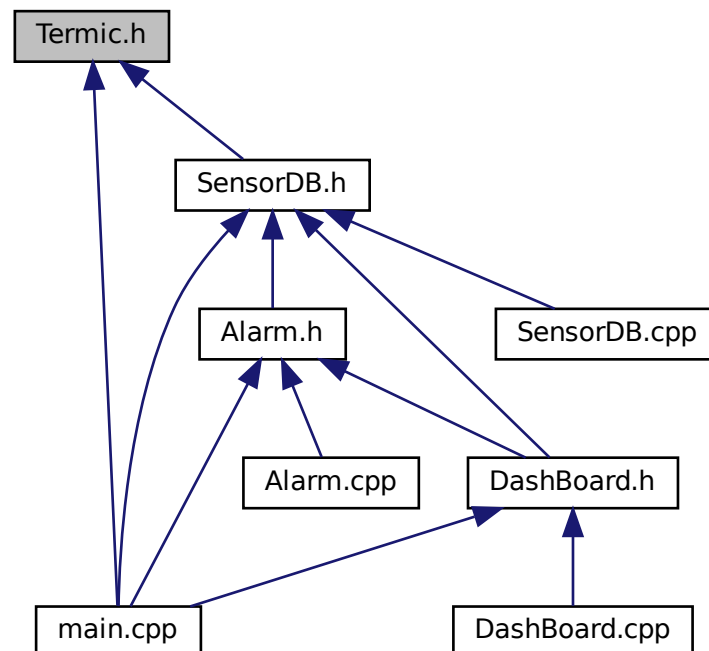 Termic.h
SensorDB.h
Alarm.h
SensorDB.cpp
Alarm.cpp
DashBoard.h
main.cpp
DashBoard.cpp